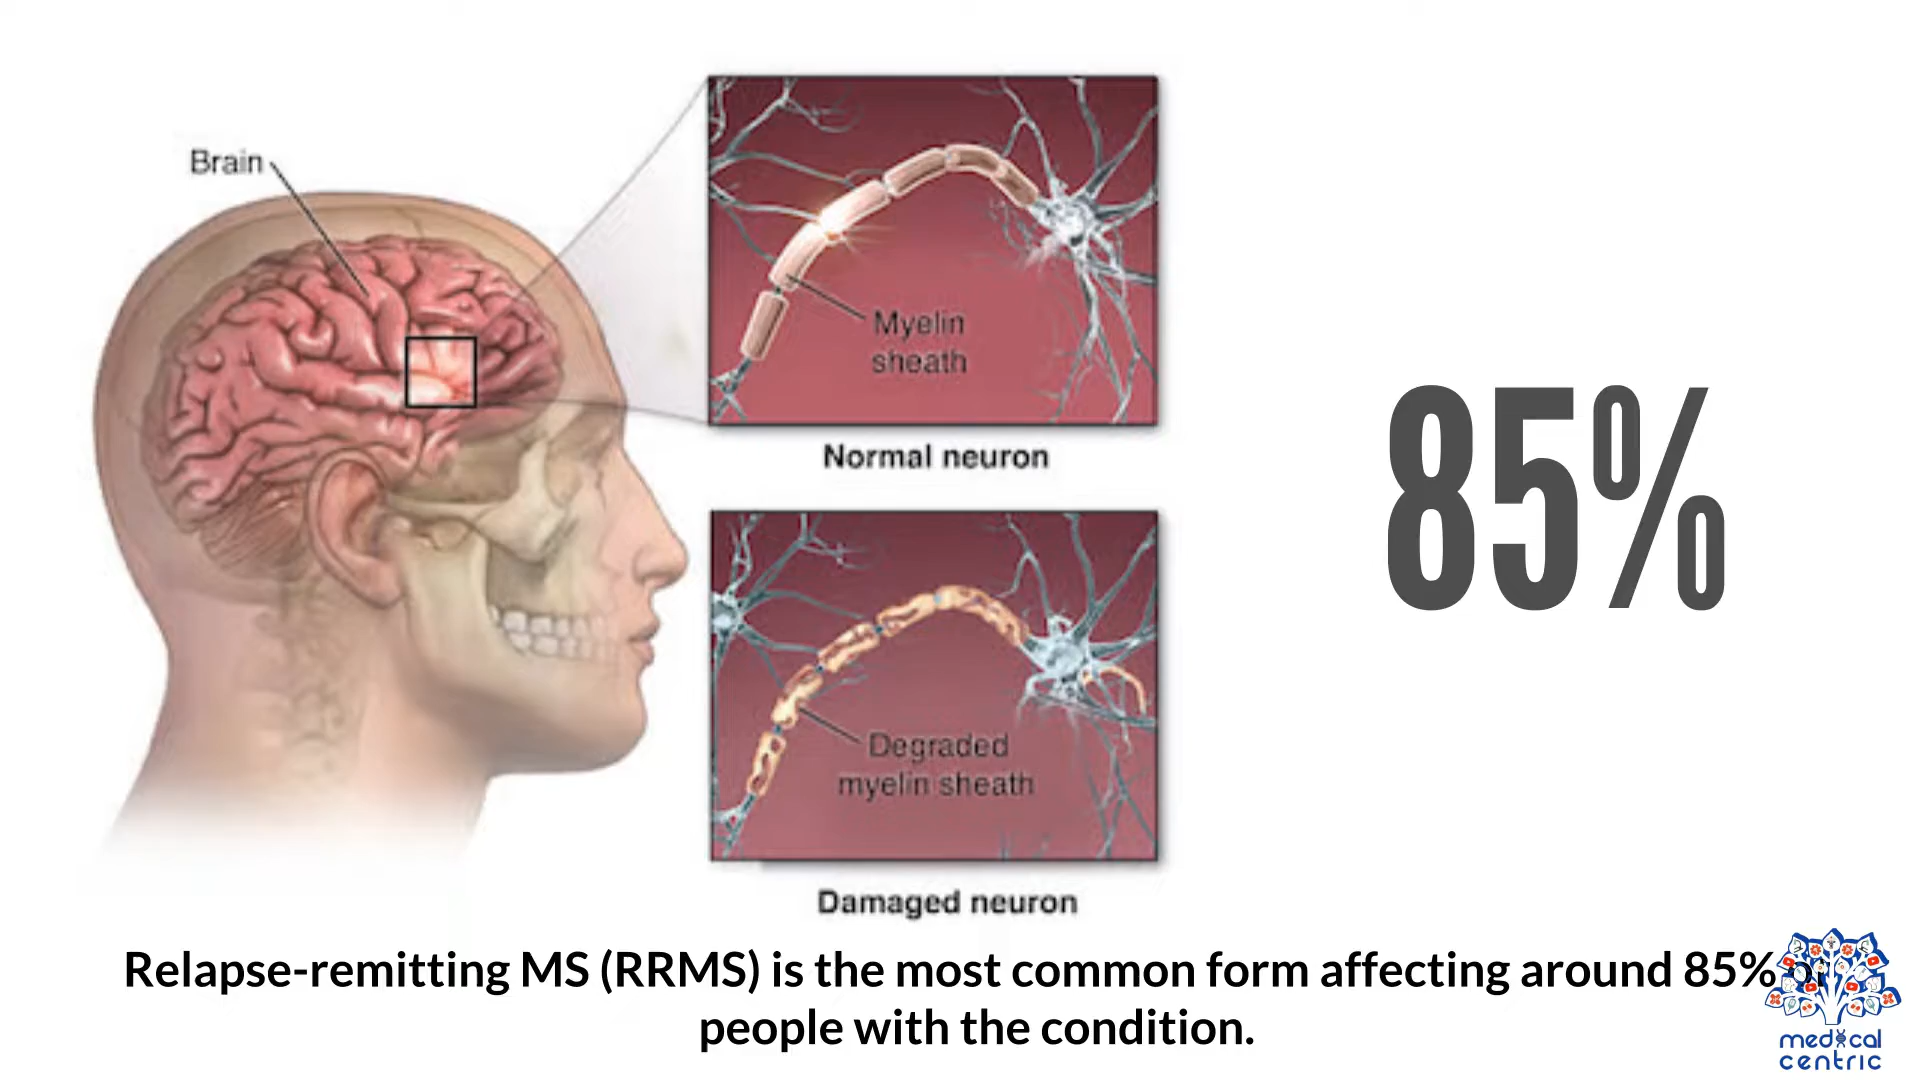 Brain
Myelin
sheath
Normal neuron
85%
Degraded
myelin sheath
Damaged neuron
Relapse-remitting MS (RRMS) is the most common form affecting around 85%
people with the condition.
medical
centric